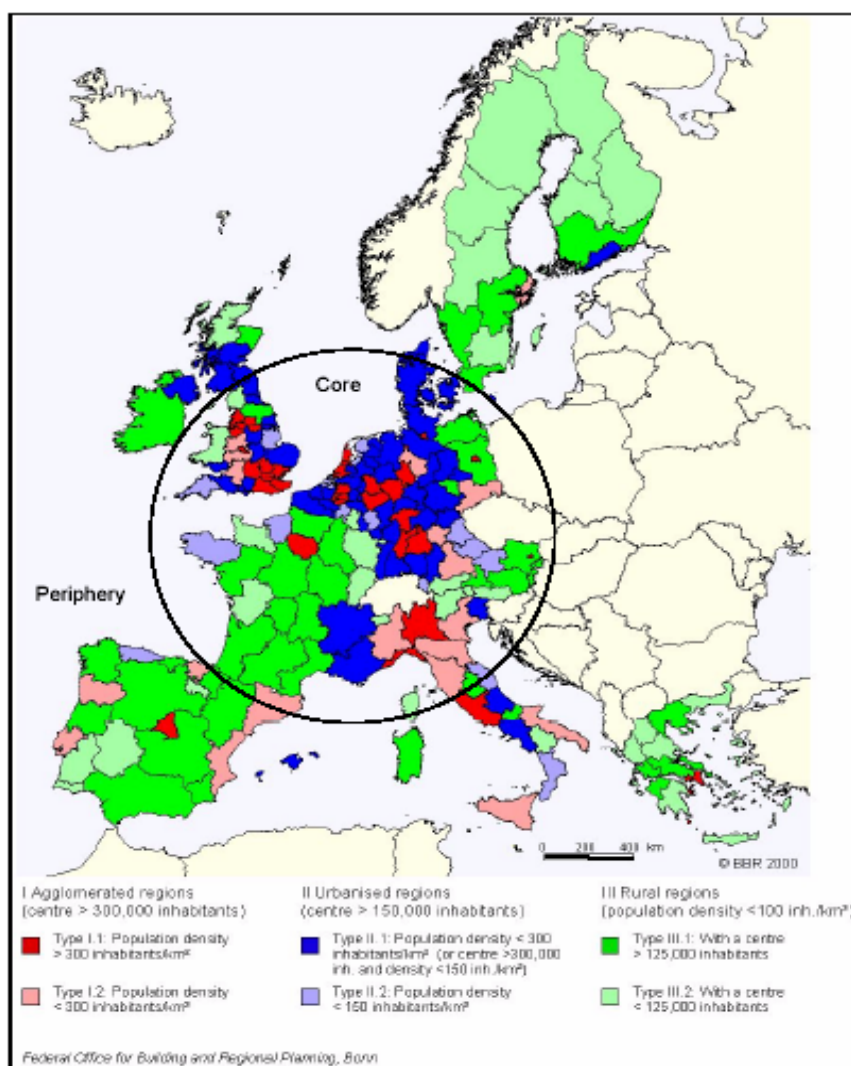 Core
Periphery
0 200 400 km
© BBR 2000
I Agglomerated regions
(centre > 300,000 inhabitants)
Type I.1: Population density
> 300 inhabitants/km²
Type I.2: Population density
< 300 inhabitants/km²
II Urbanised regions
(centre > 150,000 inhabitants)
Type II.1: Population density < 300
inhabitants/km² (or centre >300,000
inh. and density <150 inh./km²)
Type II.2: Population density
< 150 inhabitants/km²
III Rural regions
(population density <100 inh./km²)
Type III.1: With a centre
> 125,000 inhabitants
Type III.2: With a centre
< 125,000 inhabitants
Federal Office for Building and Regional Planning, Bonn